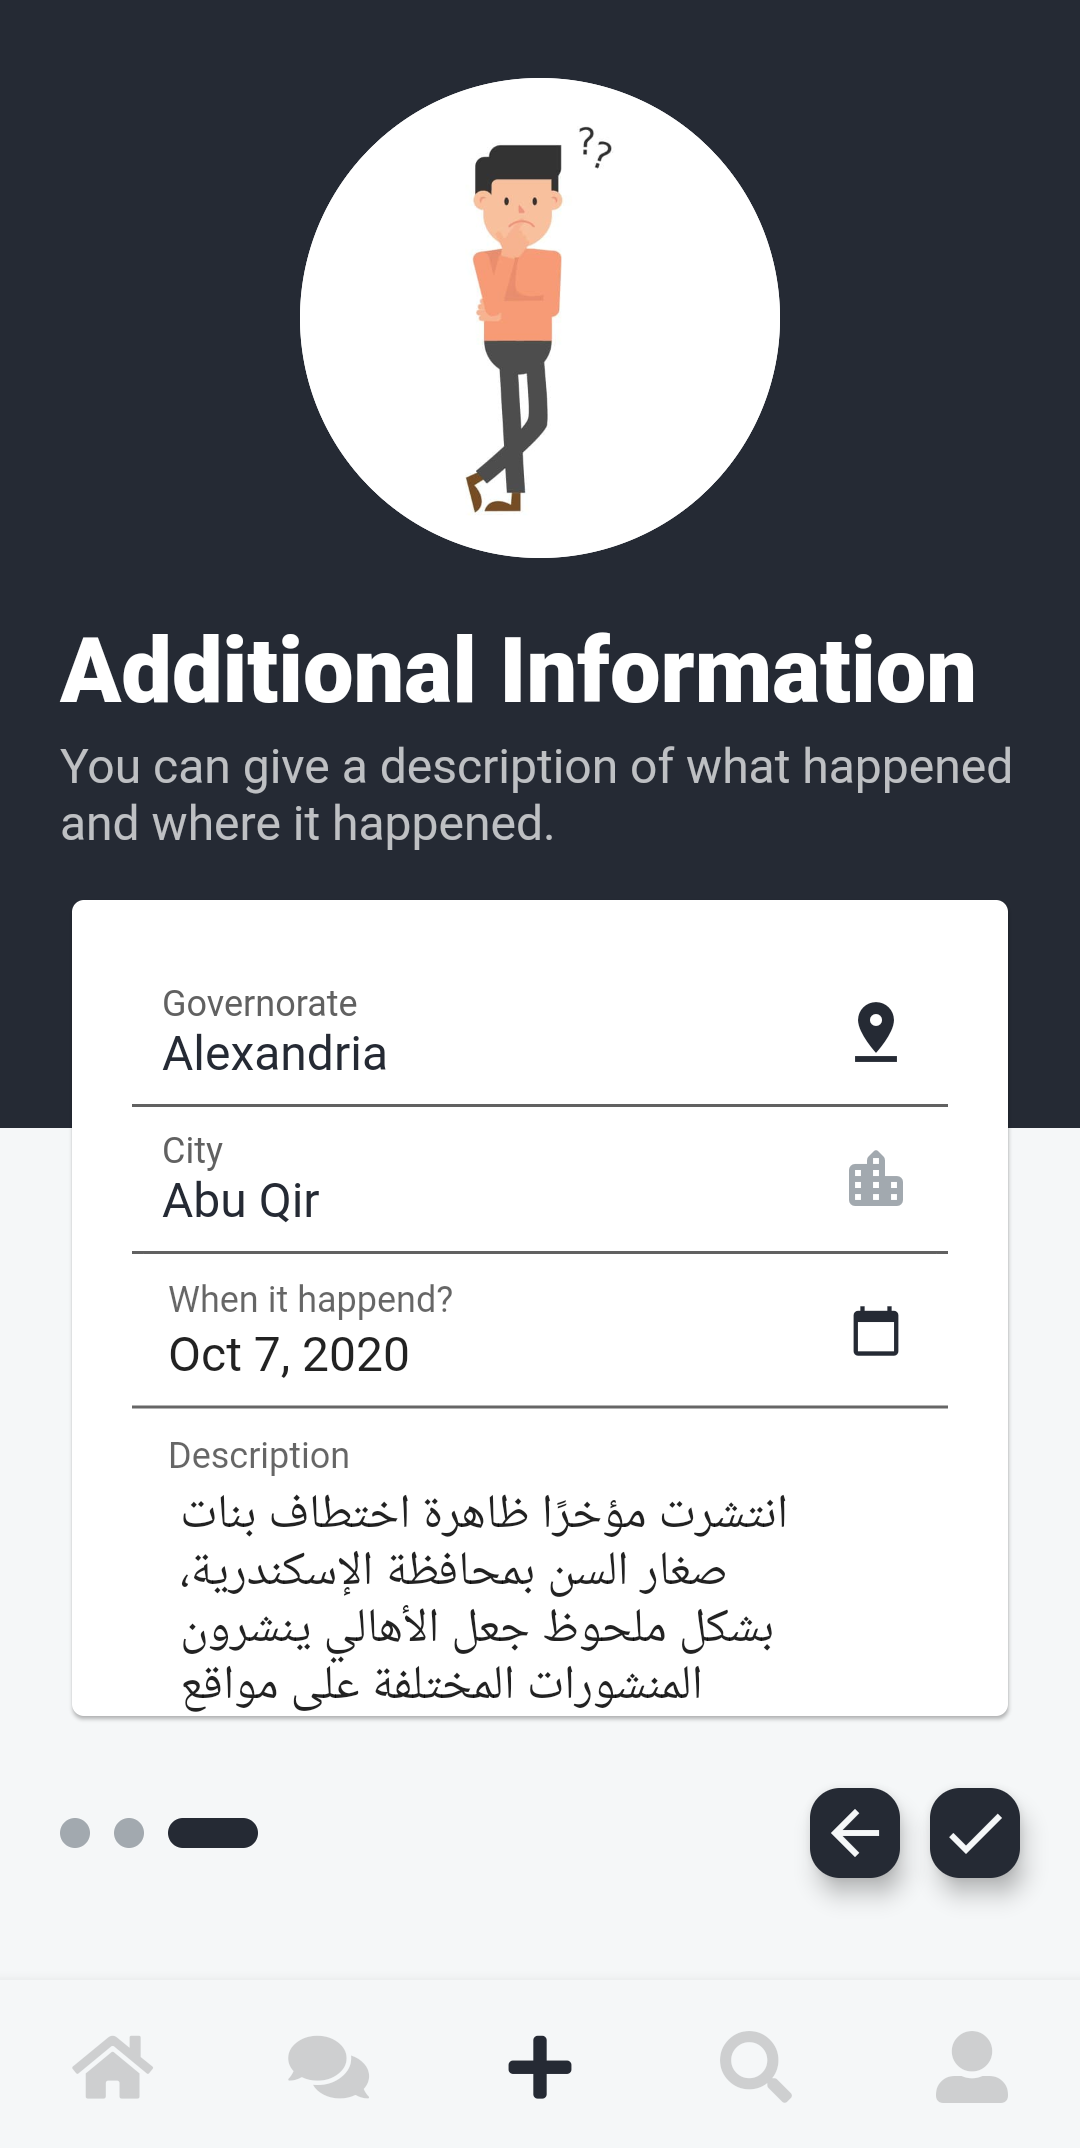 ??
Additional Information
You can give a description of what happened
and where it happened.
Governorate
Alexandria
City
Abu Qir
When it happend?
Oct 7, 2020
Description
انتشرت مؤخرًا ظاهرة اختطاف بنات
صغار السن بمحافظة الإسكندرية،
بشكل ملحوظ جعل الأهالي ينشرون
المنشورات المختلفة على مواقع